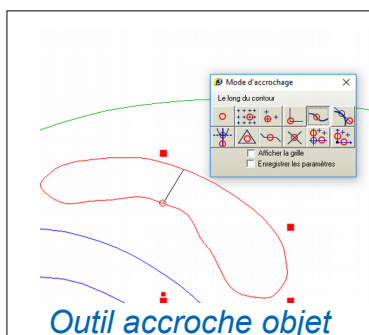 Mode d'accrochage
Le long du contour
Afficher la grille
Enregistrer les paramètres
Outil accroche objet